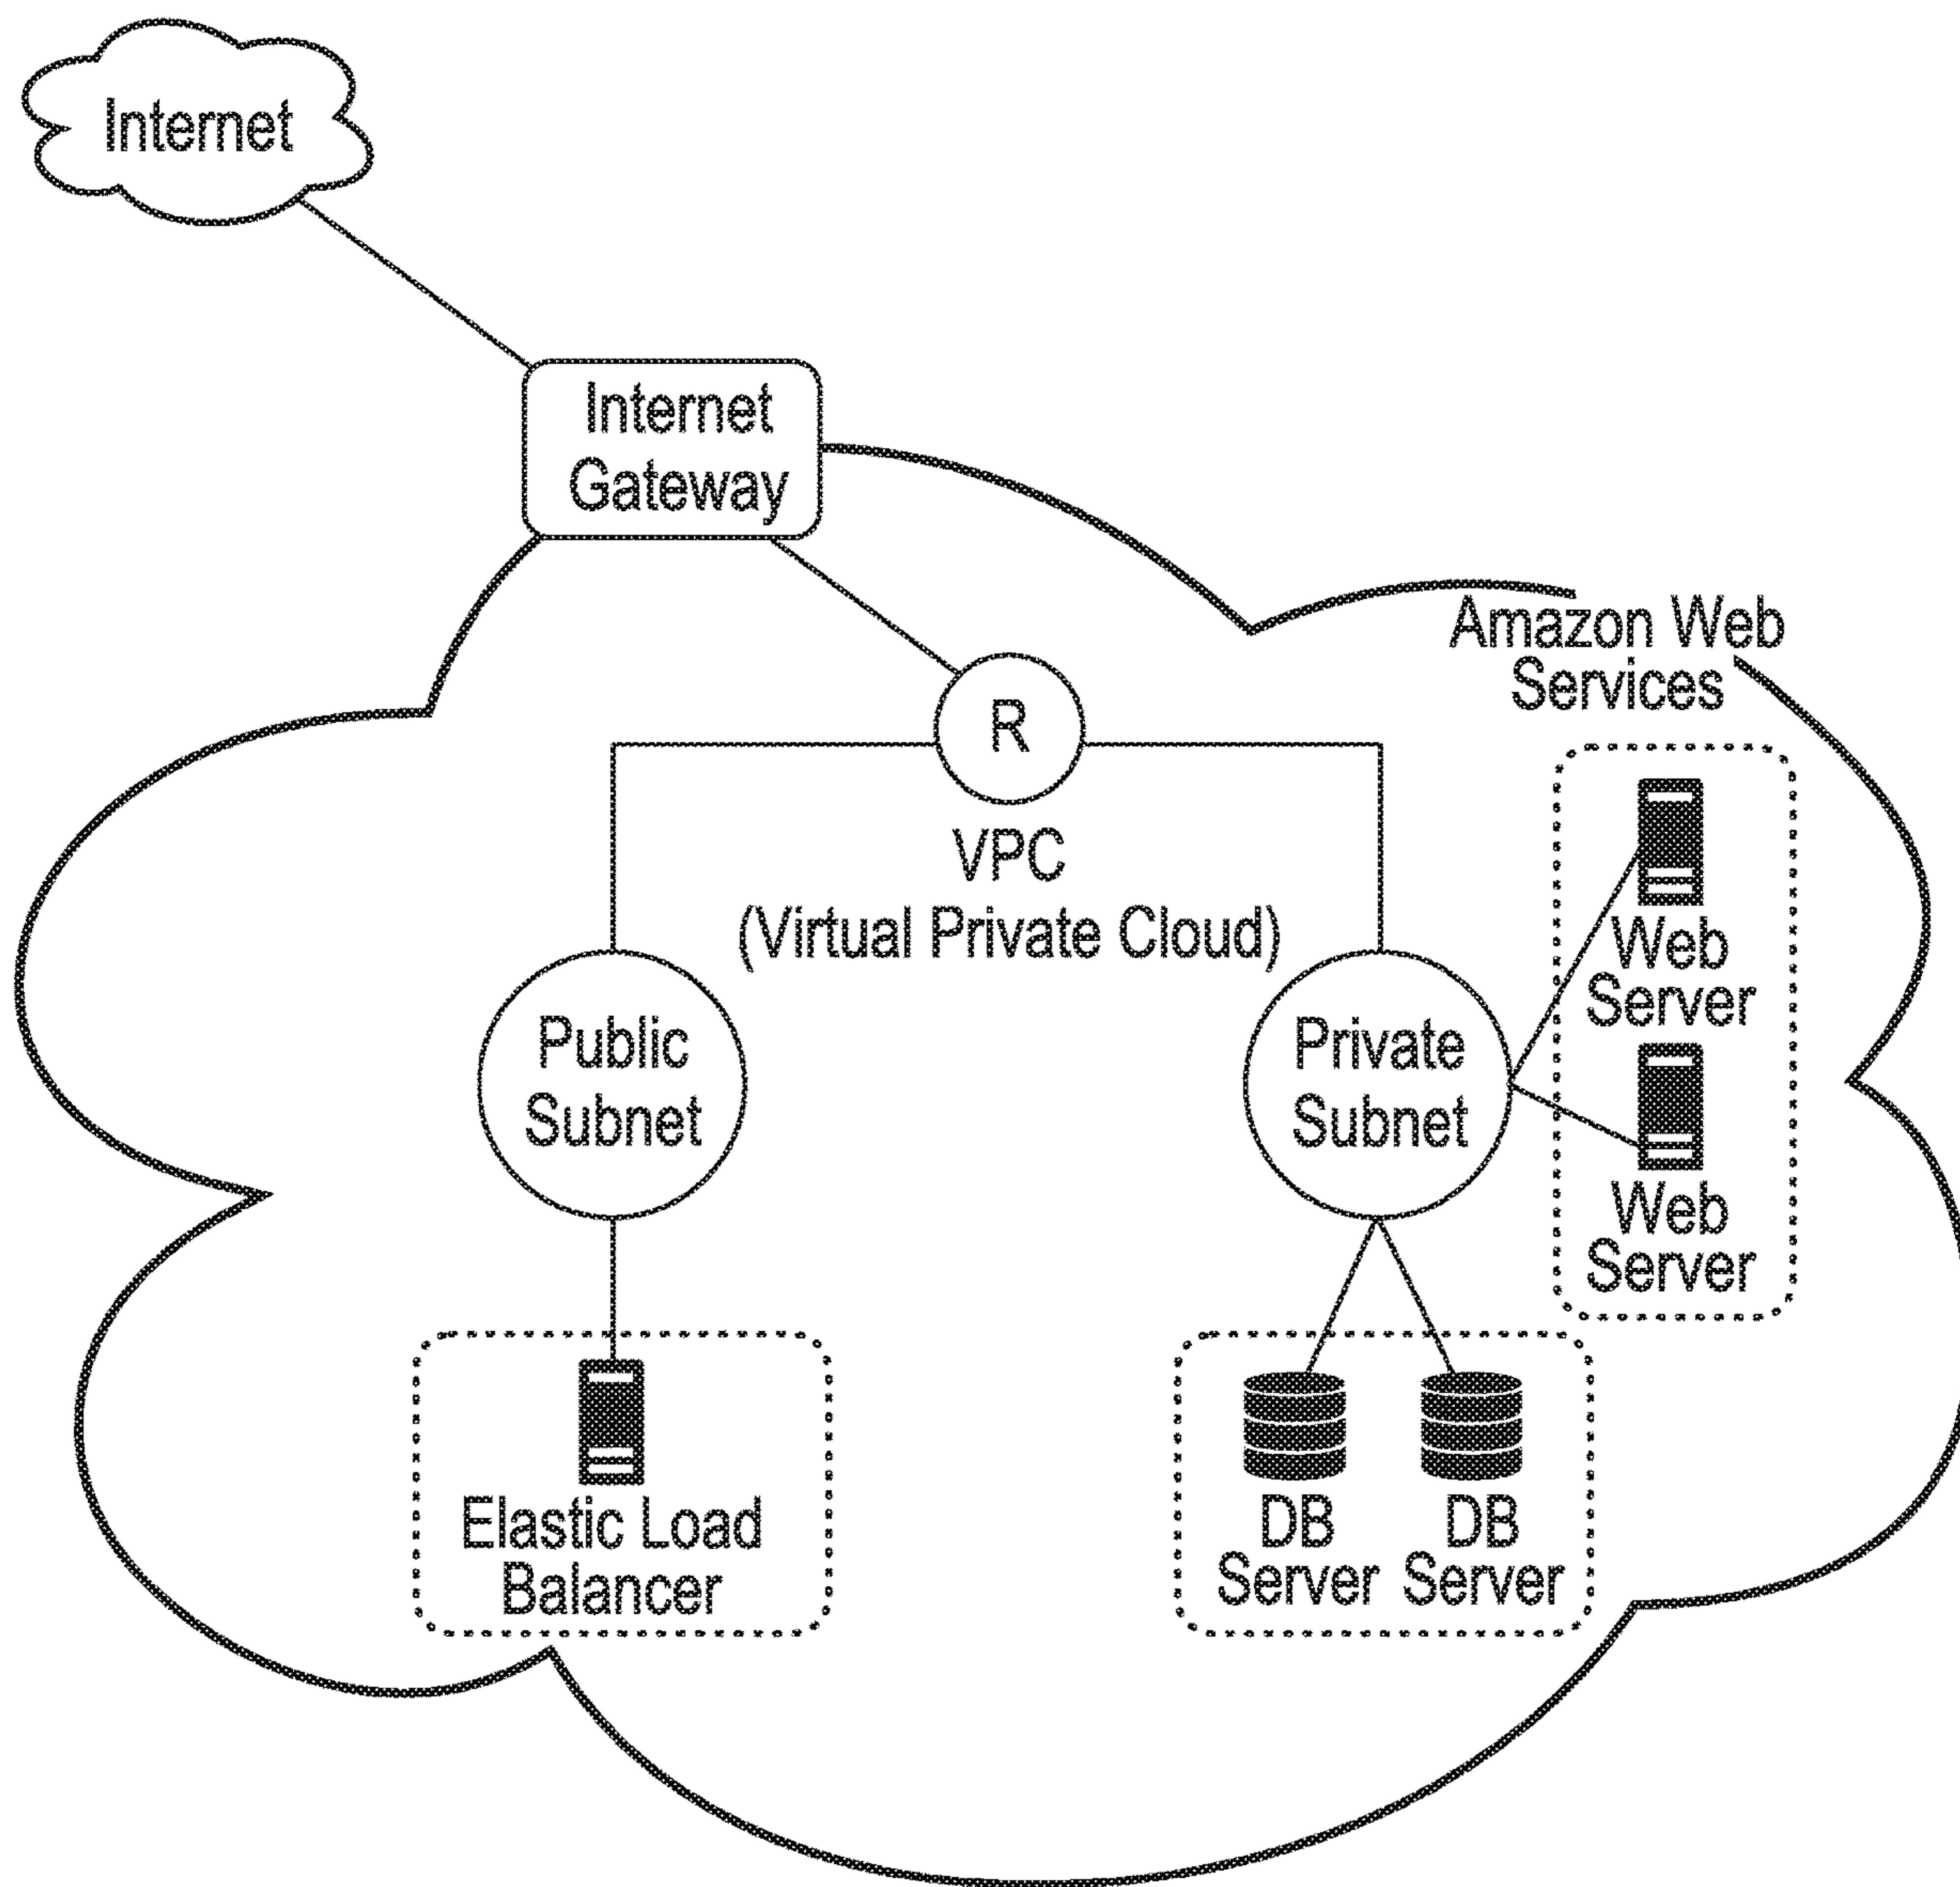 Internet
Internet
Gateway
Amazon Web
Services
R
VPC
(Virtual Private Cloud)
Public
Subnet
Private
Subnet
Web
Server
Web
Server
Elastic Load
Balancer
DB
Server
DB
Server